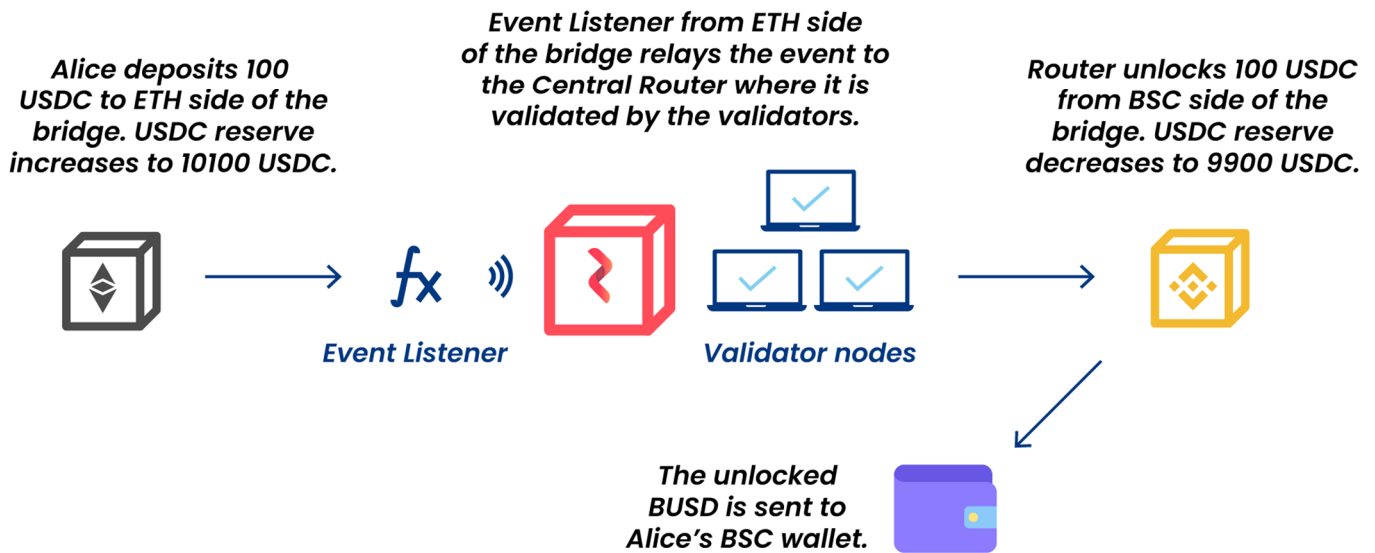 Alice deposits 100
USDC to ETH side of the
bridge. USDC reserve
increases to 10100 USDC.
Event Listener from ETH side
of the bridge relays the event to
the Central Router where it is
validated by the validators.
Router unlocks 100 USDC
from BSC side of the
bridge. USDC reserve
decreases to 9900 USDC.
fx
Event Listener
Validator nodes
The unlocked
BUSD is sent to
Alice's BSC wallet.